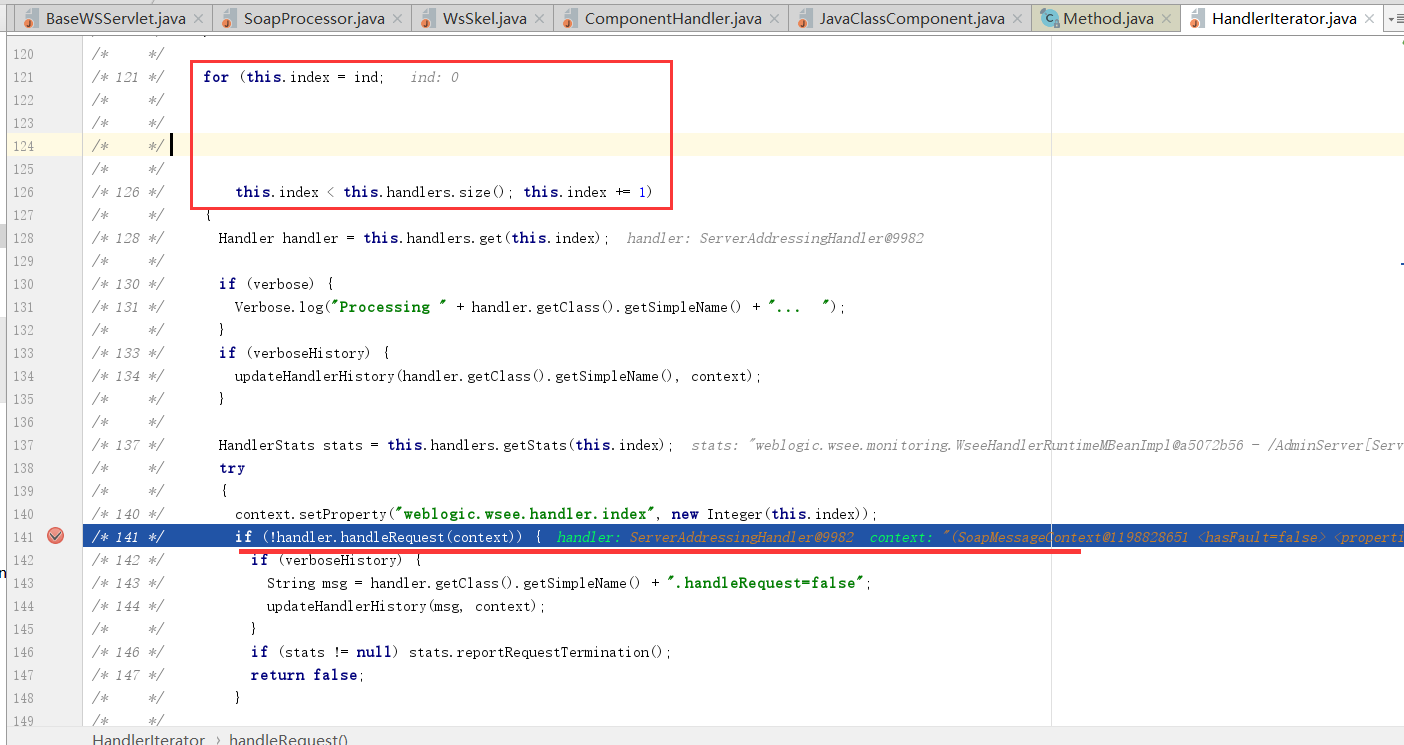 BaseWSServlet.java × SoapProcessor.java × WsSkel.java × ComponentHandler.java × JavaClassComponent.java × Method.java × HandlerIterator.java ×
120 /* */
121 /* 121 */ for (this.index = ind; ind: 0
122 /* */
123 /* */
124 /* */
125 /* */
126 /* 126 */ this.index < this.handlers.size(); this.index += 1)
127 /* */ {
128 /* 128 */ Handler handler = this.handlers.get(this.index); handler: ServerAddressingHandler@9982
129 /* */
130 /* 130 */ if (verbose) {
131 /* 131 */ Verbose.log("Processing " + handler.getClass().getSimpleName() + "... ");
132 /* */ }
133 /* 133 */ if (verboseHistory) {
134 /* 134 */ updateHandlerHistory(handler.getClass().getSimpleName(), context);
135 /* */ }
136 /* */
137 /* 137 */ HandlerStats stats = this.handlers.getStats(this.index); stats: "weblogic.wsee.monitoring.WseeHandlerRuntimeMBeanImpl@a5072b56 - /AdminServer[Serv
138 /* */ try
139 /* */ {
140 /* 140 */ context.setProperty("weblogic.wsee.handler.index", new Integer(this.index));
141 /* 141 */ if (!handler.handleRequest(context)) { handler: ServerAddressingHandler@9982 context: "(SoapMessageContext@1198828651 <hasFault=false> <properti
142 /* 142 */ if (verboseHistory) {
143 /* 143 */ String msg = handler.getClass().getSimpleName() + ".handleRequest=false";
144 /* 144 */ updateHandlerHistory(msg, context);
145 /* */ }
146 /* 146 */ if (stats != null) stats.reportRequestTermination();
147 /* 147 */ return false;
148 /* */ }
149 /* */
HandlerIterator › handleRequest()